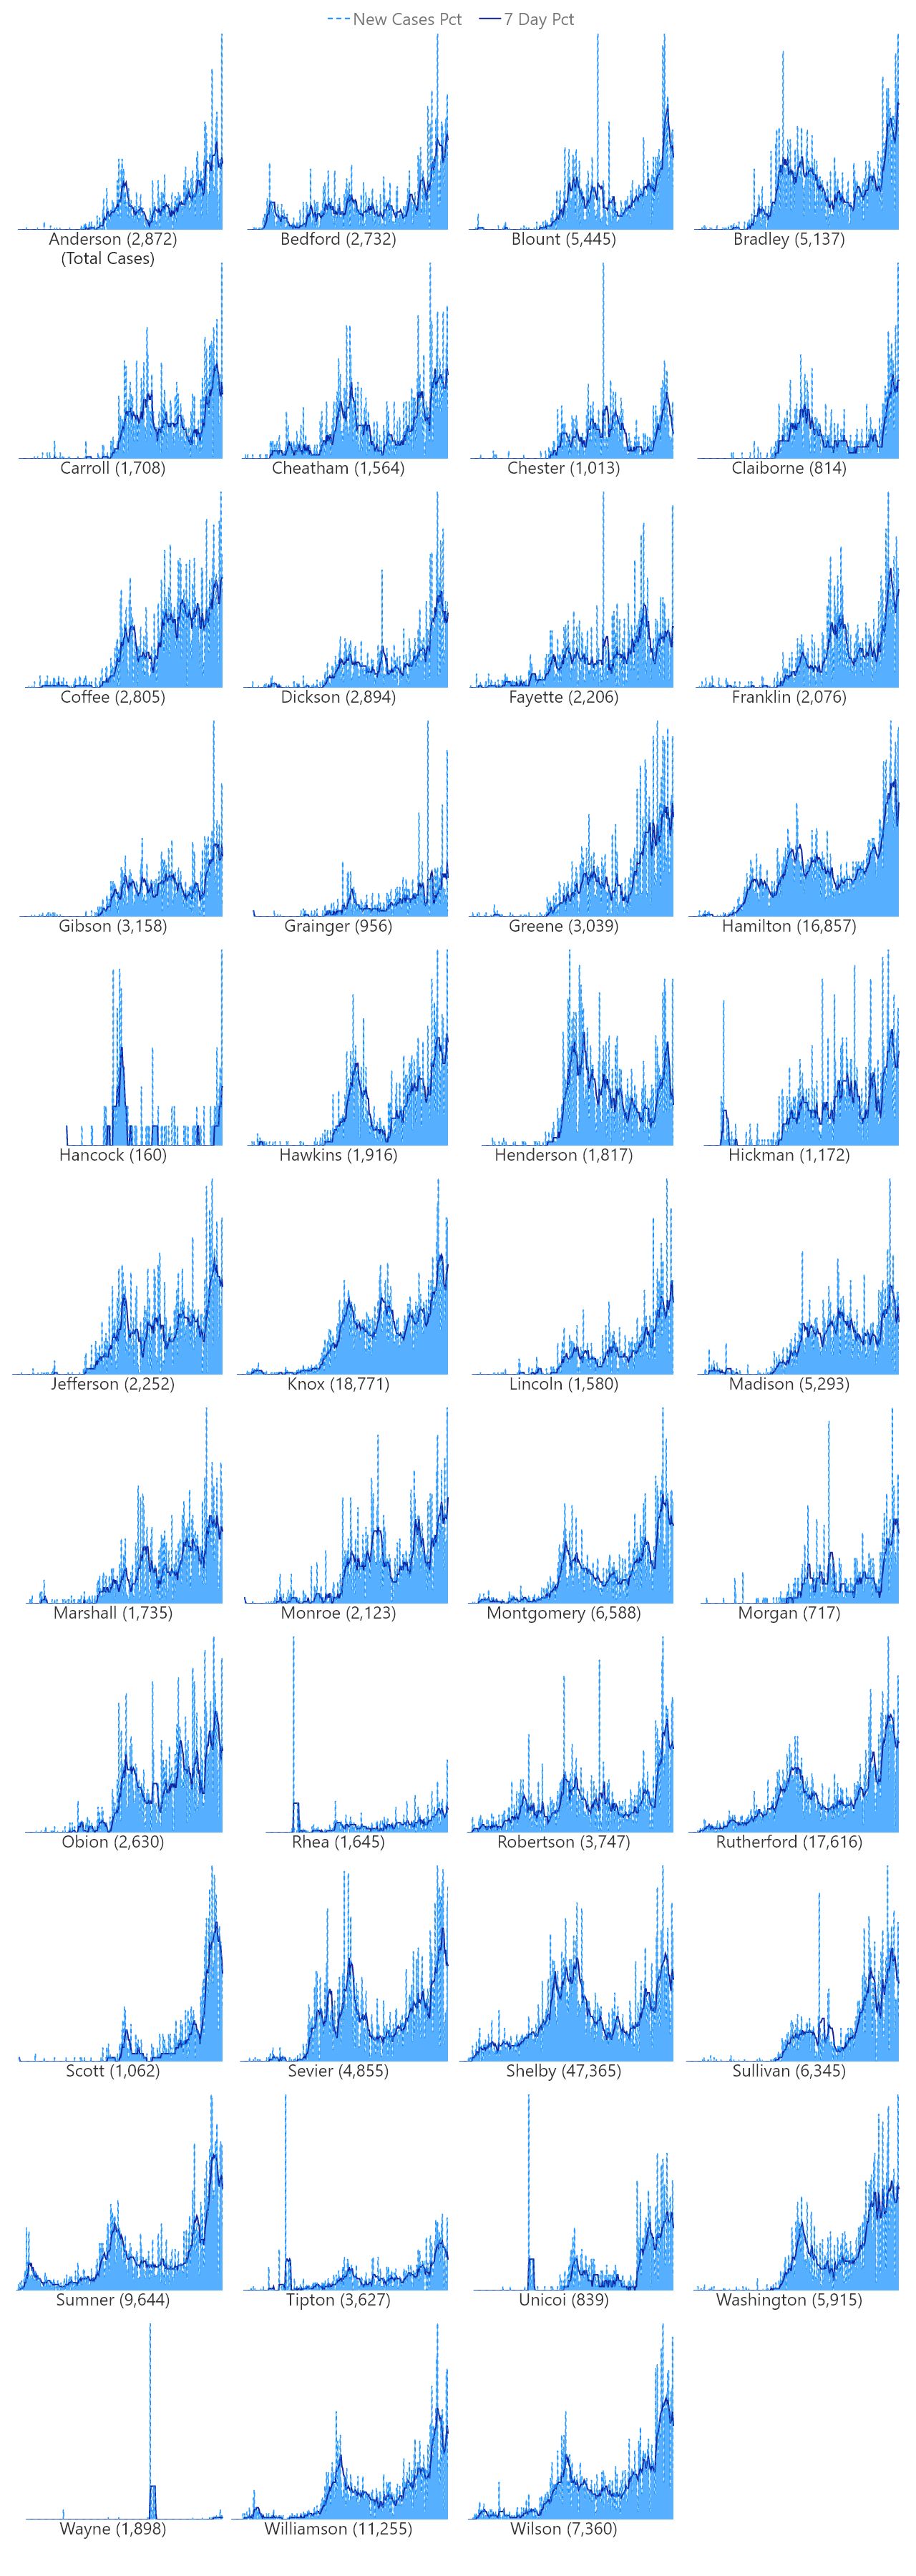 New Cases Pct 7 Day Pct
Anderson (2,872) Bedford (2,732) Blount (5,445) Bradley (5,137)
(Total Cases)
Carroll (1,708) Cheatham (1,564) Chester (1,013) Claiborne (814)
Coffee (2,805) Dickson (2,894) Fayette (2,206) Franklin (2,076)
Gibson (3,158) Grainger (956) Greene (3,039) Hamilton (16,857)
Hancock (160) Hawkins (1,916) Henderson (1,817) Hickman (1,172)
Jefferson (2,252) Knox (18,771) Lincoln (1,580) Madison (5,293)
Marshall (1,735) Monroe (2,123) Montgomery (6,588) Morgan (717)
Obion (2,630) Rhea (1,645) Robertson (3,747) Rutherford (17,616)
Scott (1,062) Sevier (4,855) Shelby (47,365) Sullivan (6,345)
Sumner (9,644) Tipton (3,627) Unicoi (839) Washington (5,915)
Wayne (1,898) Williamson (11,255) Wilson (7,360)